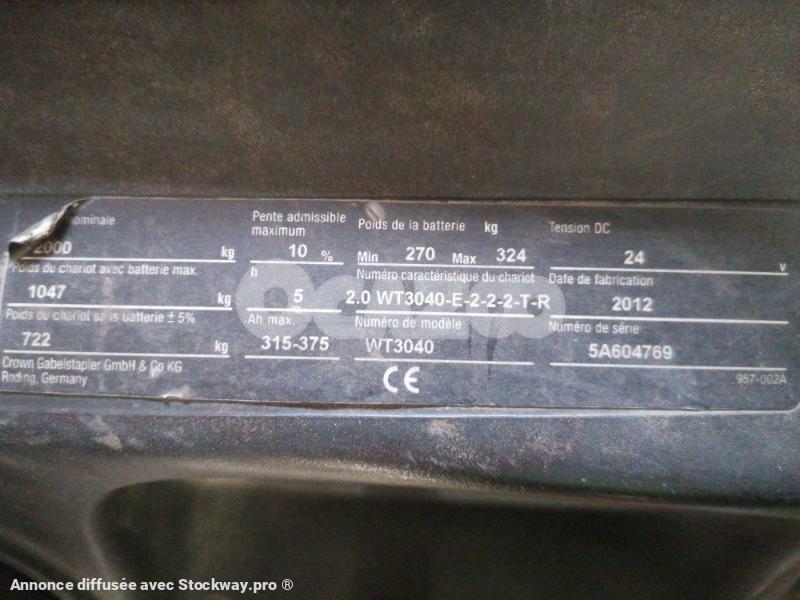 ominale
2000 kg
Pente admissible
maximum
10 %
Poids de la batterie kg
Min 270 Max 324
Tension DC
24 v
Poids du chariot avec batterie max.
1047 kg
h
5
Numéro caractéristique du chariot
2.0 WT3040-E-2-2-2-T-R
Date de fabrication
2012
Poids du chariot sans batterie ± 5%
722 kg
Ah max.
315-375
Numéro de modèle
WT3040
Numéro de série
5A604769
Crown Gabelstapler GmbH & Co KG
Roding, Germany
CE
957-002A
Annonce diffusée avec Stockway.pro ®